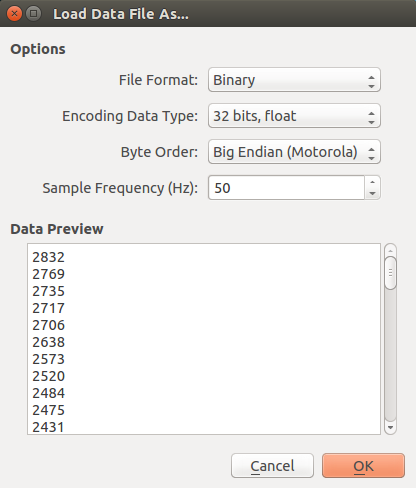 Load Data File As...
Options
File Format: Binary
Encoding Data Type: 32 bits, float
Byte Order: Big Endian (Motorola)
Sample Frequency (Hz): 50
Data Preview
2832
2769
2735
2717
2706
2638
2573
2520
2484
2475
2431
Cancel OK